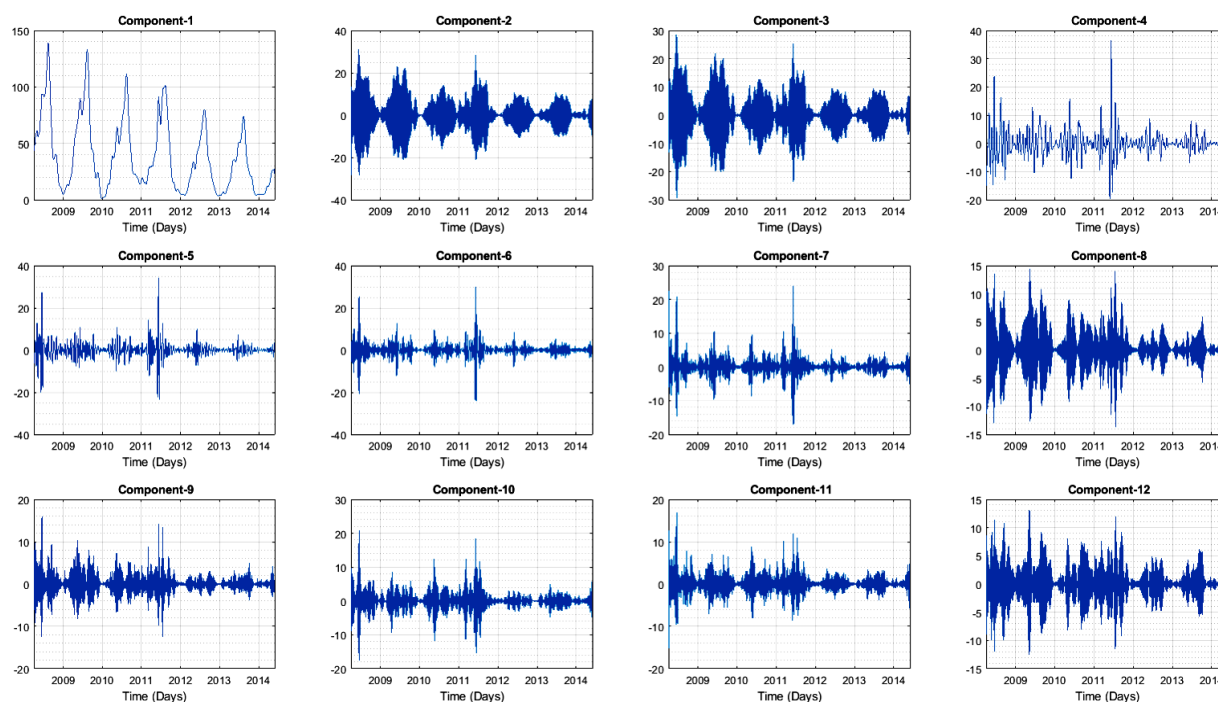 Component-1 Component-2 Component-3 Component-4
150 40 30 40
100 20 20 30
50 0 10 20
0 -20 0 10
-40 -10 0
-20 -10
-30 -20
2009 2010 2011 2012 2013 2014 2009 2010 2011 2012 2013 2014 2009 2010 2011 2012 2013 2014 2009 2010 2011 2012 2013 2014
Time (Days) Time (Days) Time (Days) Time (Days)
Component-5 Component-6 Component-7 Component-8
40 40 30 15
20 20 20 10
0 0 10 5
-20 -20 0 0
-40 -40 -10 -5
-20 -10
-15
2009 2010 2011 2012 2013 2014 2009 2010 2011 2012 2013 2014 2009 2010 2011 2012 2013 2014 2009 2010 2011 2012 2013 2014
Time (Days) Time (Days) Time (Days) Time (Days)
Component-9 Component-10 Component-11 Component-12
20 30 20 15
10 20 10 10
0 10 0 5
-10 0 -10 0
-20 -10 -20 -5
-20 -10
-15
2009 2010 2011 2012 2013 2014 2009 2010 2011 2012 2013 2014 2009 2010 2011 2012 2013 2014 2009 2010 2011 2012 2013 2014
Time (Days) Time (Days) Time (Days) Time (Days)